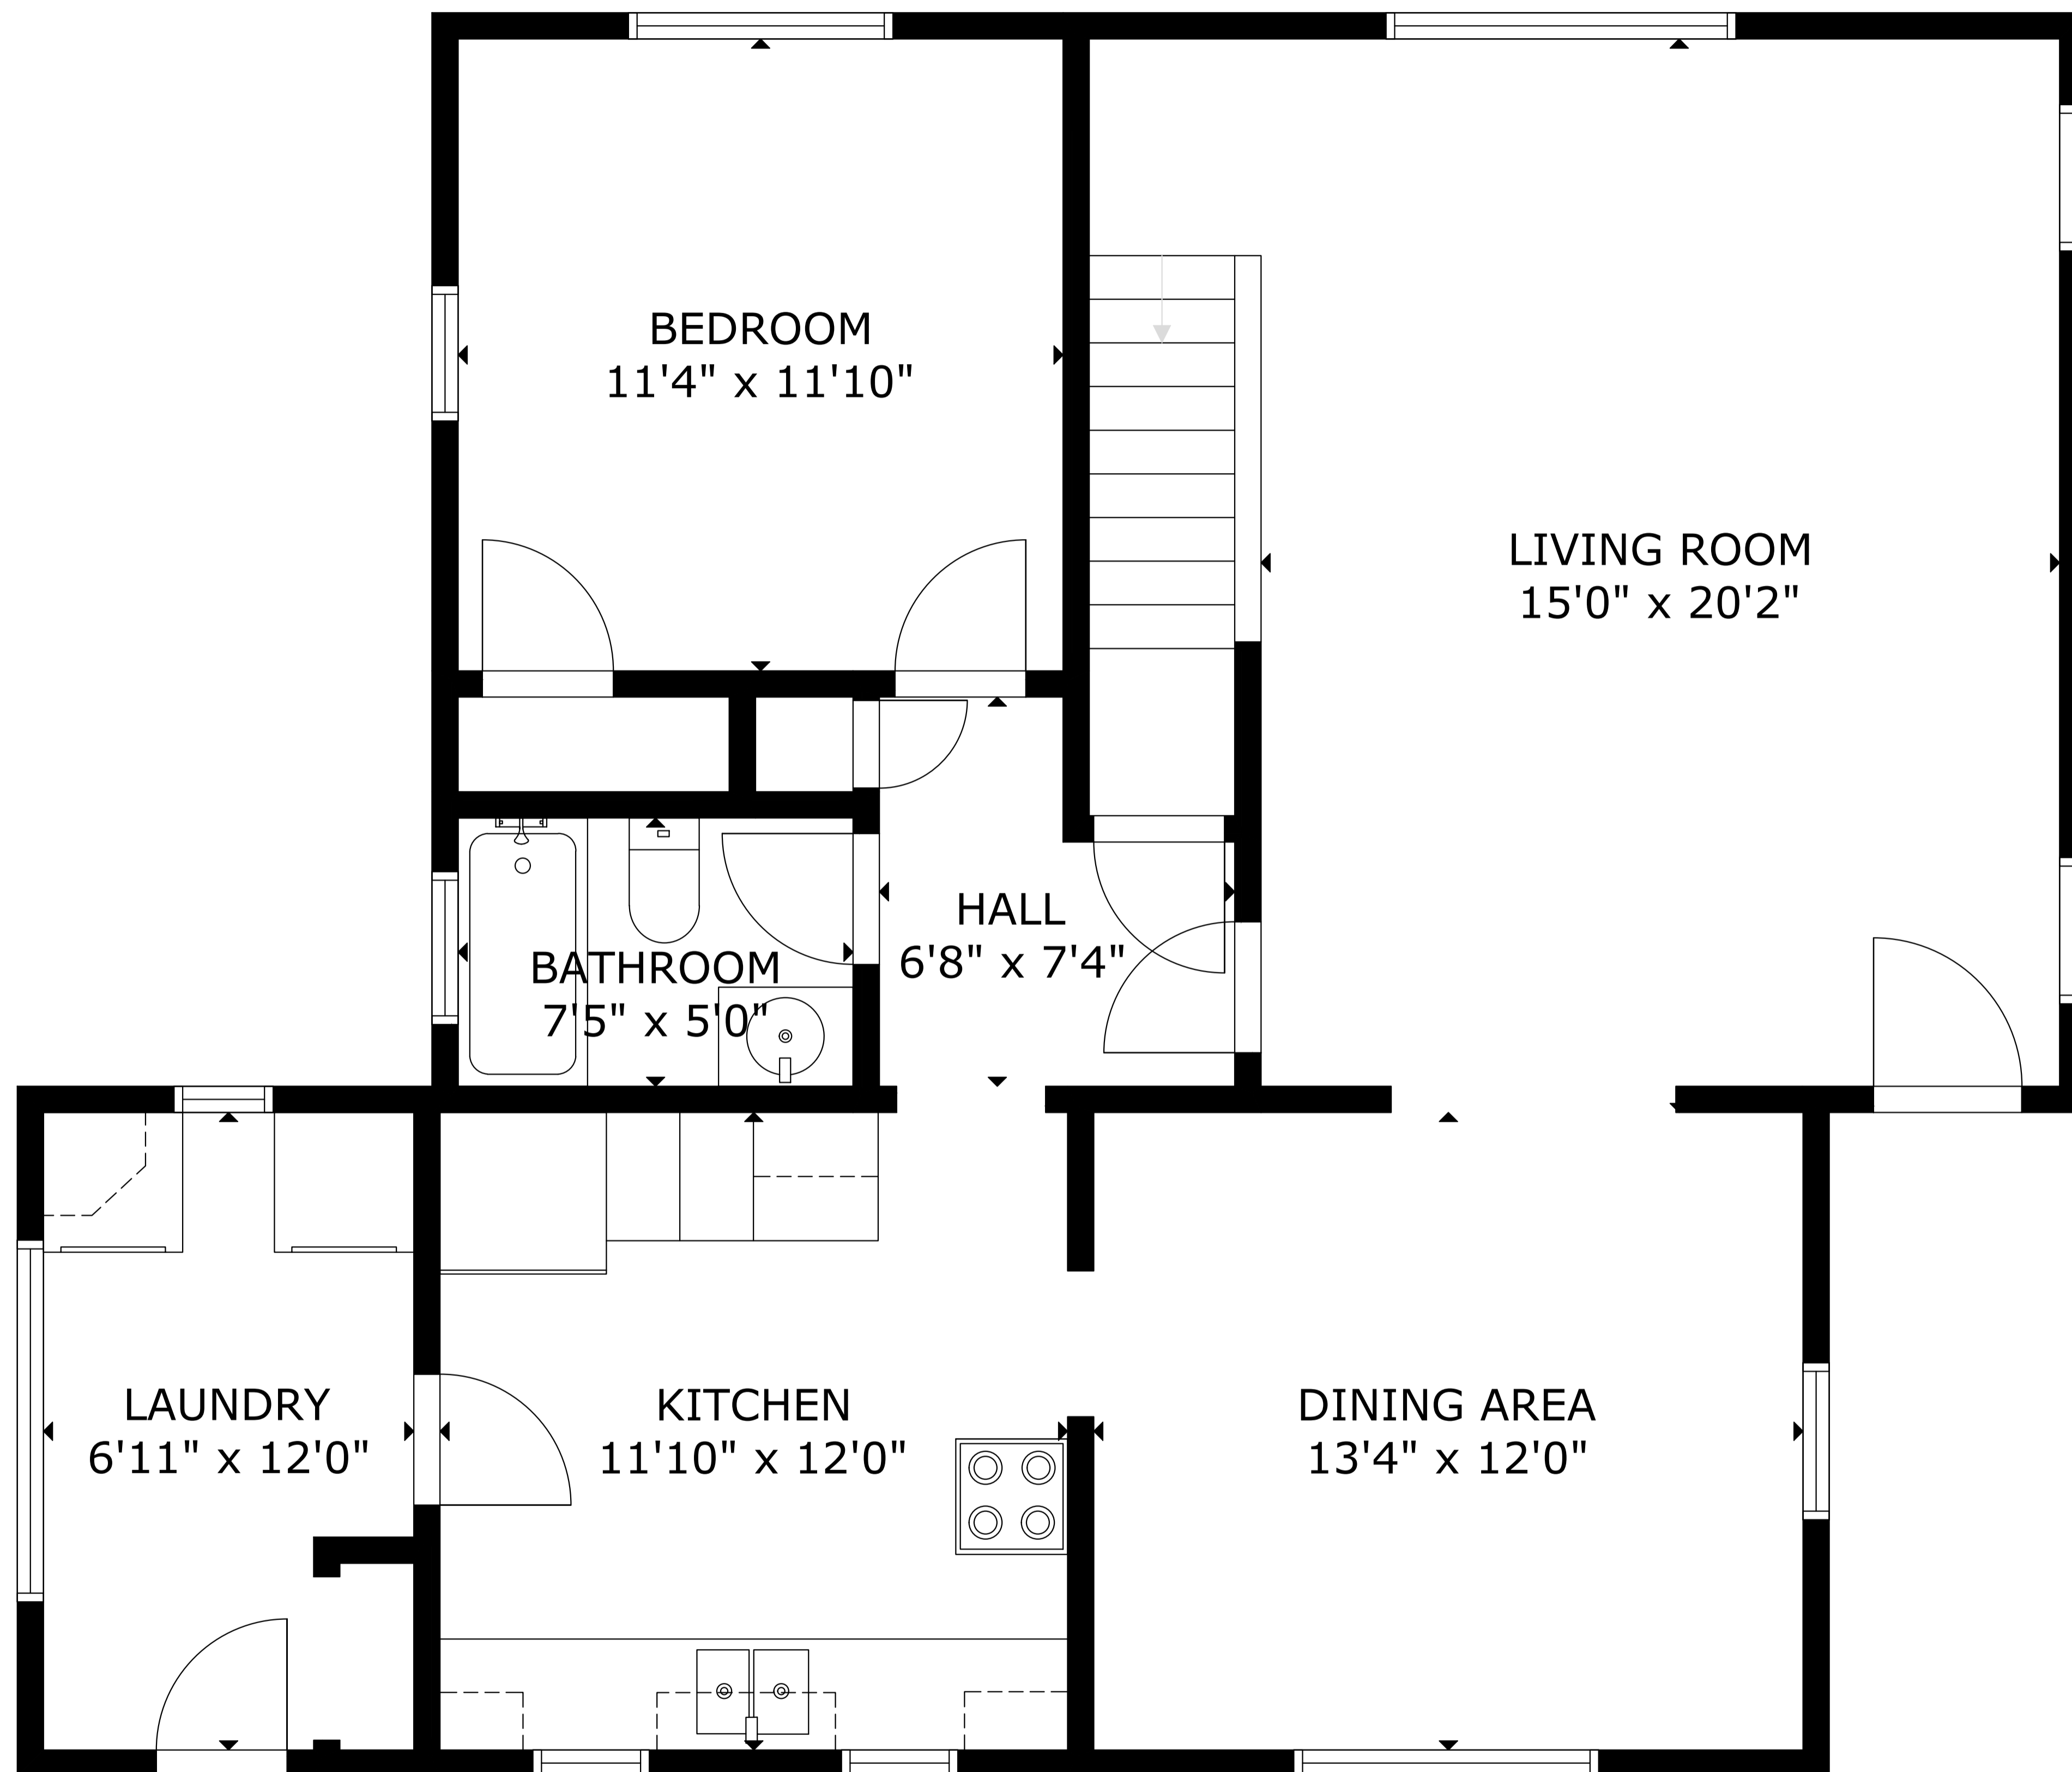 BEDROOM
11'4" x 11'10"
LIVING ROOM
15'0" x 20'2"
HALL
6'8" x 7'4"
BATHROOM
7'5" x 5'0"
LAUNDRY
6'11" x 12'0"
KITCHEN
11'10" x 12'0"
DINING AREA
13'4" x 12'0"